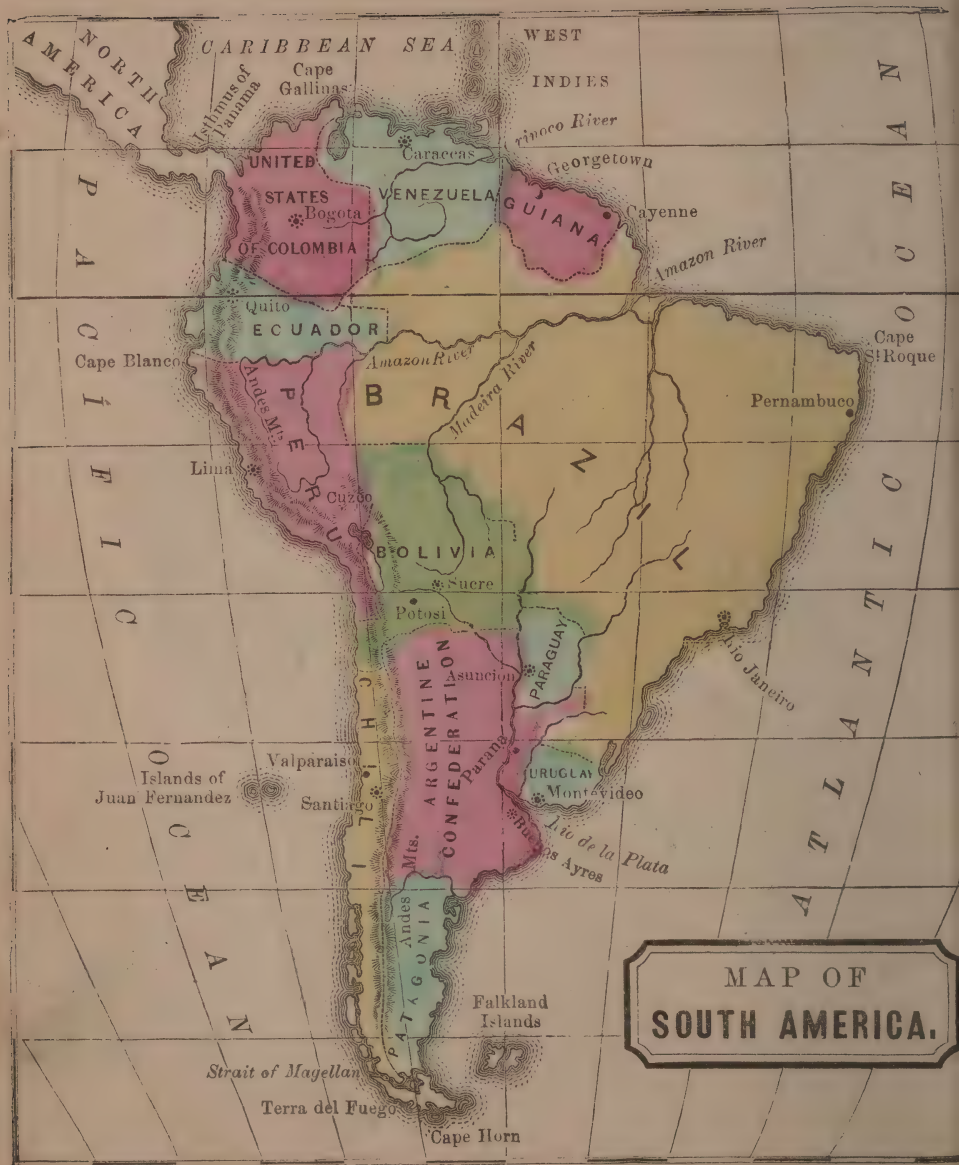 NORTH
AMERICA
CARIBBEAN SEA
WEST
INDIES
Isthmus of
Panama
Cape
Gallinas
rinoco River
Georgetown
Caraccas
UNITED
STATES
OF COLOMBIA
Bogota
VENEZUELA
GUIANA
Cayenne
Amazon River
Quito
ECUADOR
Cape Blanco
Amazon River
Madeira River
Cape
St Roque
Pernambuco
BRAZIL
Andes Mts
PERU
Lima
Cuzco
BOLIVIA
Sucre
Potosi
PARAGUAY
Asuncion
Rio Janeiro
CHILI
ARGENTINE
CONFEDERATION
Valparaiso
Islands of
Juan Fernandez
Santiago
Parana
URUGUAY
Montevideo
Rio de la Plata
Buenos Ayres
Andes Mts.
PATAGONIA
Falkland
Islands
Strait of Magellan
Terra del Fuego
Cape Horn
PACIFIC OCEAN
ATLANTIC OCEAN
MAP OF
SOUTH AMERICA.